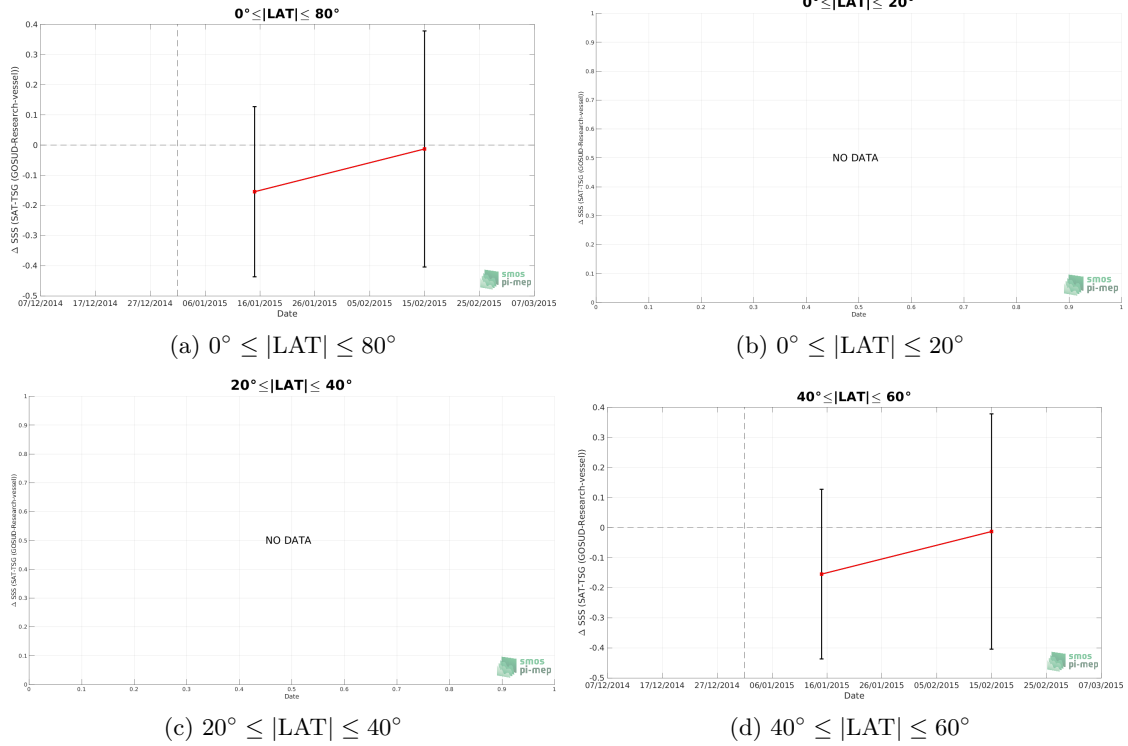 0°≤|LAT|≤ 80°
0.4
0.3
0.2
0.1
0
-0.1
-0.2
-0.3
-0.4
-0.5
Δ SSS (SAT-TSG (GOSUD-Research-vessel))
07/12/2014 17/12/2014 27/12/2014 06/01/2015 16/01/2015 26/01/2015 05/02/2015 15/02/2015 25/02/2015 07/03/2015
Date
smos
pi-mep
(a) 0° ≤ |LAT| ≤ 80°
0°≤|LAT|≤ 20°
1
0.9
0.8
0.7
0.6
0.5
0.4
0.3
0.2
0.1
0
Δ SSS (SAT-TSG (GOSUD-Research-vessel))
NO DATA
0 0.1 0.2 0.3 0.4 0.5 0.6 0.7 0.8 0.9 1
Date
smos
pi-mep
(b) 0° ≤ |LAT| ≤ 20°
20°≤|LAT|≤ 40°
1
0.9
0.8
0.7
0.6
0.5
0.4
0.3
0.2
0.1
0
Δ SSS (SAT-TSG (GOSUD-Research-vessel))
NO DATA
0 0.1 0.2 0.3 0.4 0.5 0.6 0.7 0.8 0.9 1
Date
smos
pi-mep
(c) 20° ≤ |LAT| ≤ 40°
40°≤|LAT|≤ 60°
0.4
0.3
0.2
0.1
0
-0.1
-0.2
-0.3
-0.4
-0.5
Δ SSS (SAT-TSG (GOSUD-Research-vessel))
07/12/2014 17/12/2014 27/12/2014 06/01/2015 16/01/2015 26/01/2015 05/02/2015 15/02/2015 25/02/2015 07/03/2015
Date
smos
pi-mep
(d) 40° ≤ |LAT| ≤ 60°